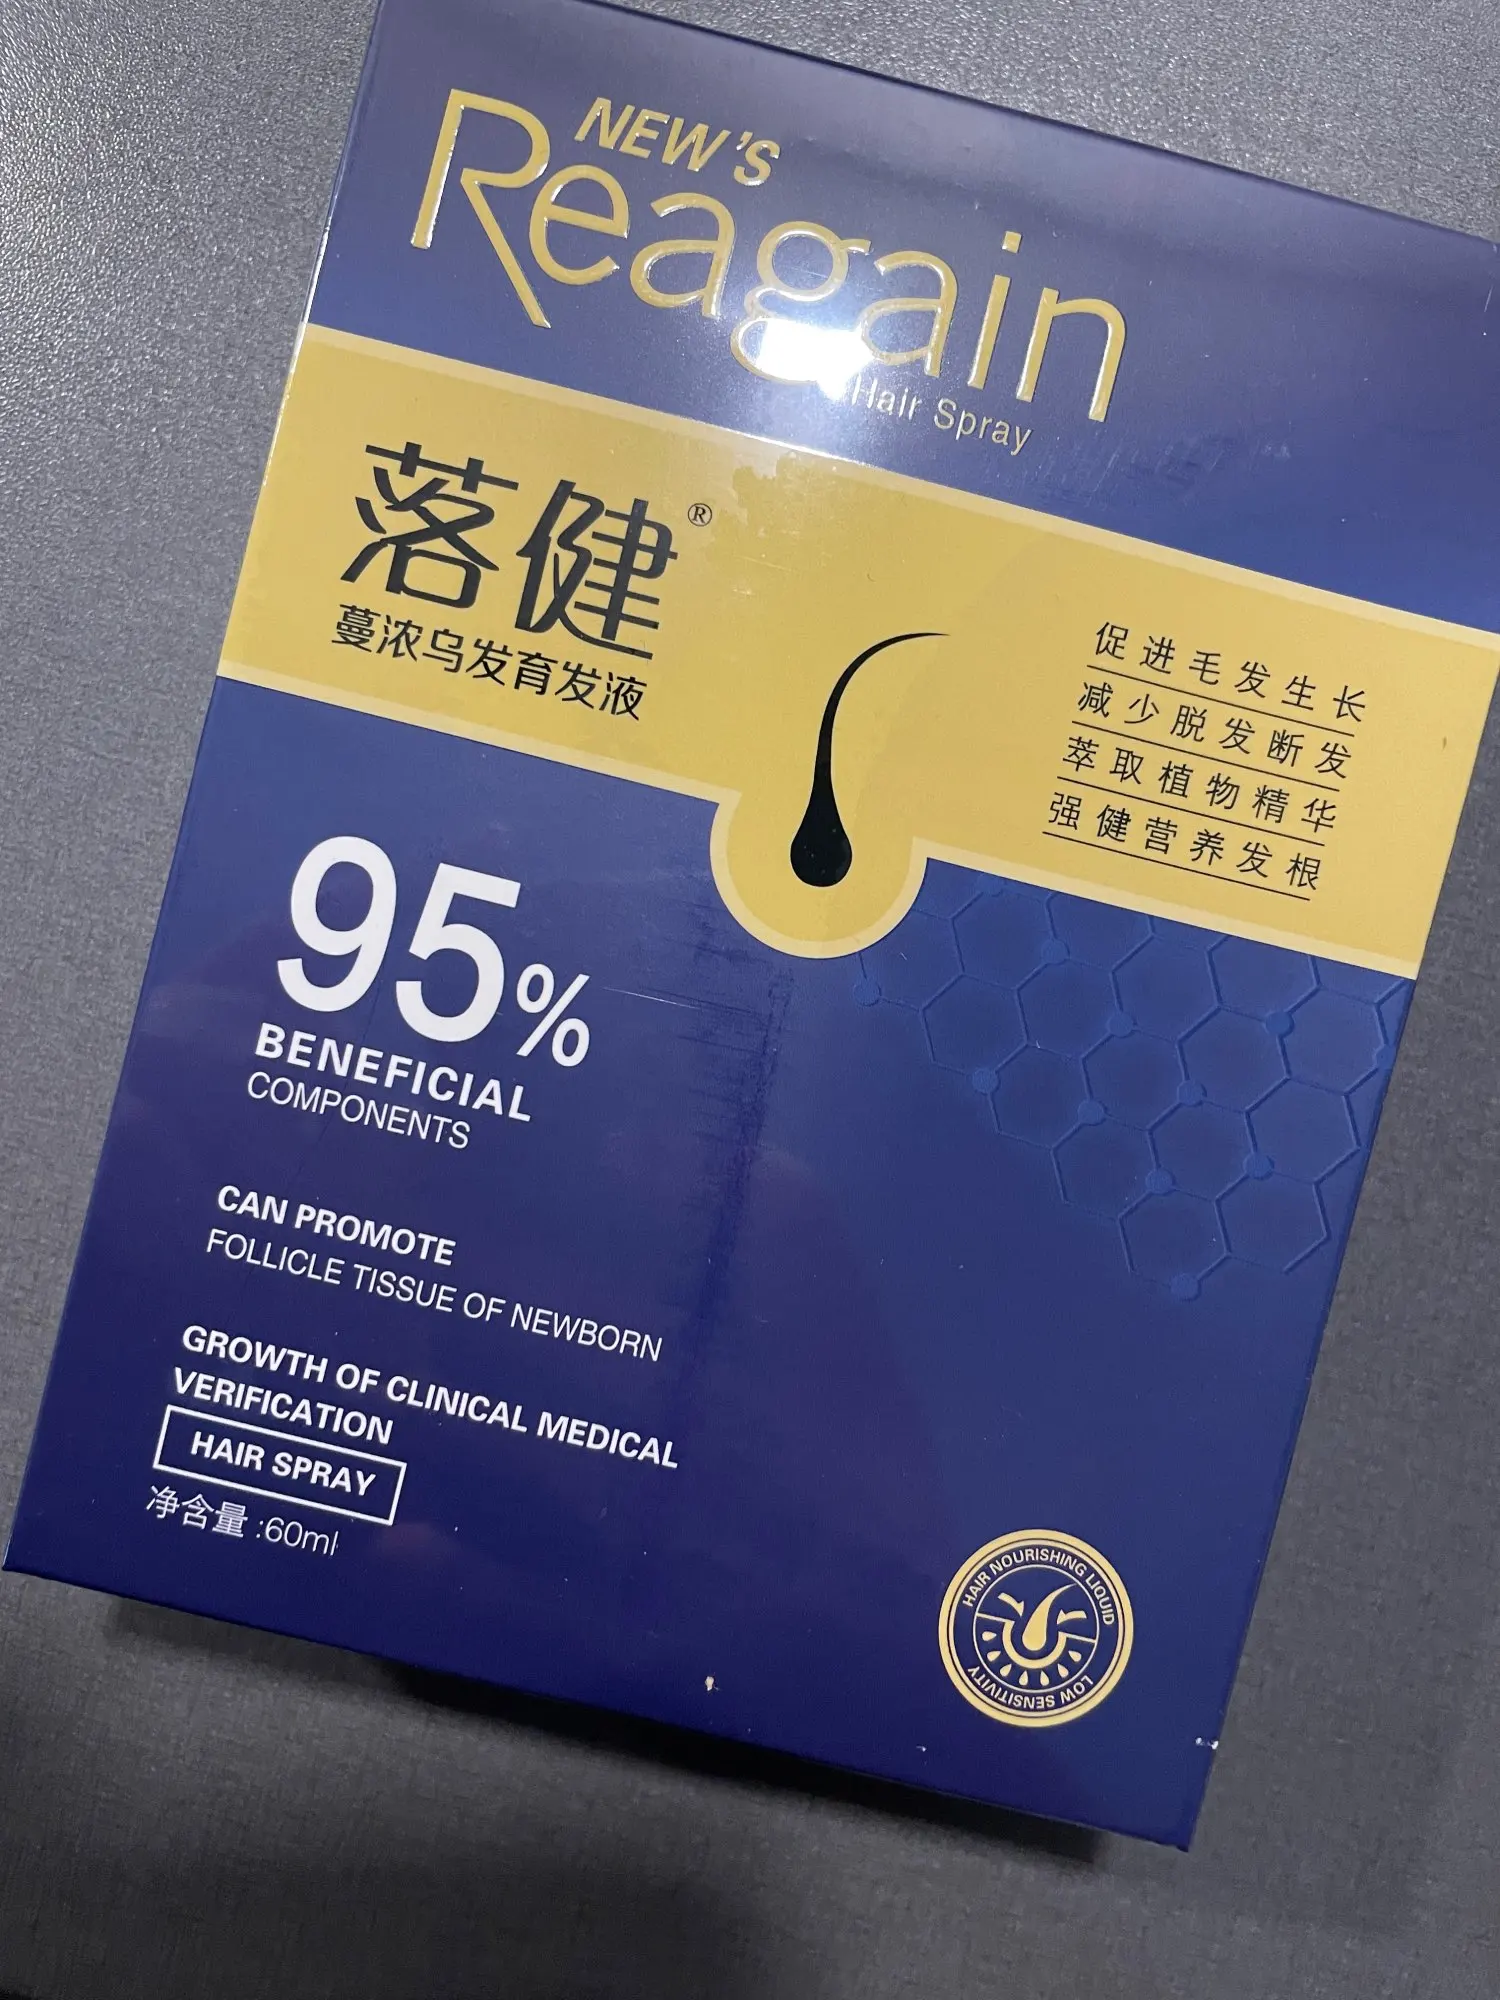 NEW'S
Reagain
Hair Spray
落健®
蔓浓乌发育发液
促进毛发生长
减少脱发断发
萃取植物精华
强健营养发根
95%
BENEFICIAL
COMPONENTS
CAN PROMOTE
FOLLICLE TISSUE OF NEWBORN
GROWTH OF CLINICAL MEDICAL
VERIFICATION
HAIR SPRAY
净含量:60ml
HAIR NOURISHING LIQUID
LOW SENSITIVITY